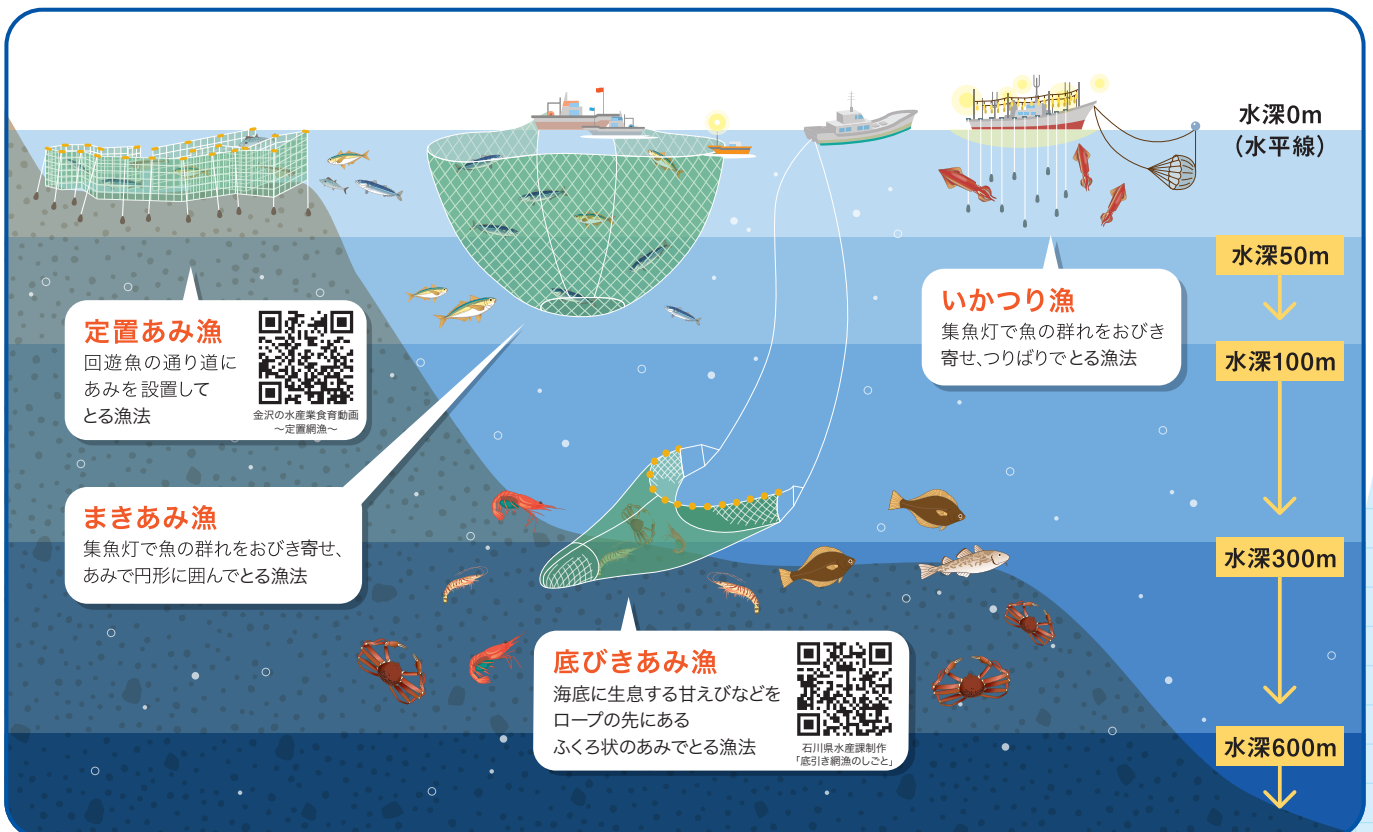 水深0m
（水平線）
水深50m
水深100m
水深300m
水深600m
定置あみ漁
回遊魚の通り道に
あみを設置して
とる漁法
金沢の水産業食育動画
〜定置網漁〜
まきあみ漁
集魚灯で魚の群れをおびき寄せ、
あみで円形に囲んでとる漁法
いかつり漁
集魚灯で魚の群れをおびき
寄せ、つりばりでとる漁法
底びきあみ漁
海底に生息する甘えびなどを
ロープの先にある
ふくろ状のあみでとる漁法
石川県水産課制作
「底引き網漁のしごと」